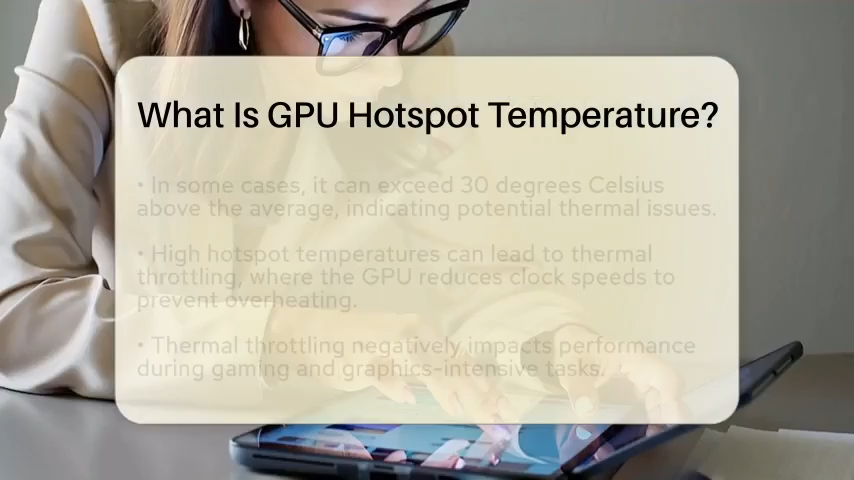 What Is GPU Hotspot Temperature?
• In some cases, it can exceed 30 degrees Celsius
above the average, indicating potential thermal issues.
• High hotspot temperatures can lead to thermal
throttling, where the GPU reduces clock speeds to
prevent overheating.
• Thermal throttling negatively impacts performance
during gaming and graphics-intensive tasks.